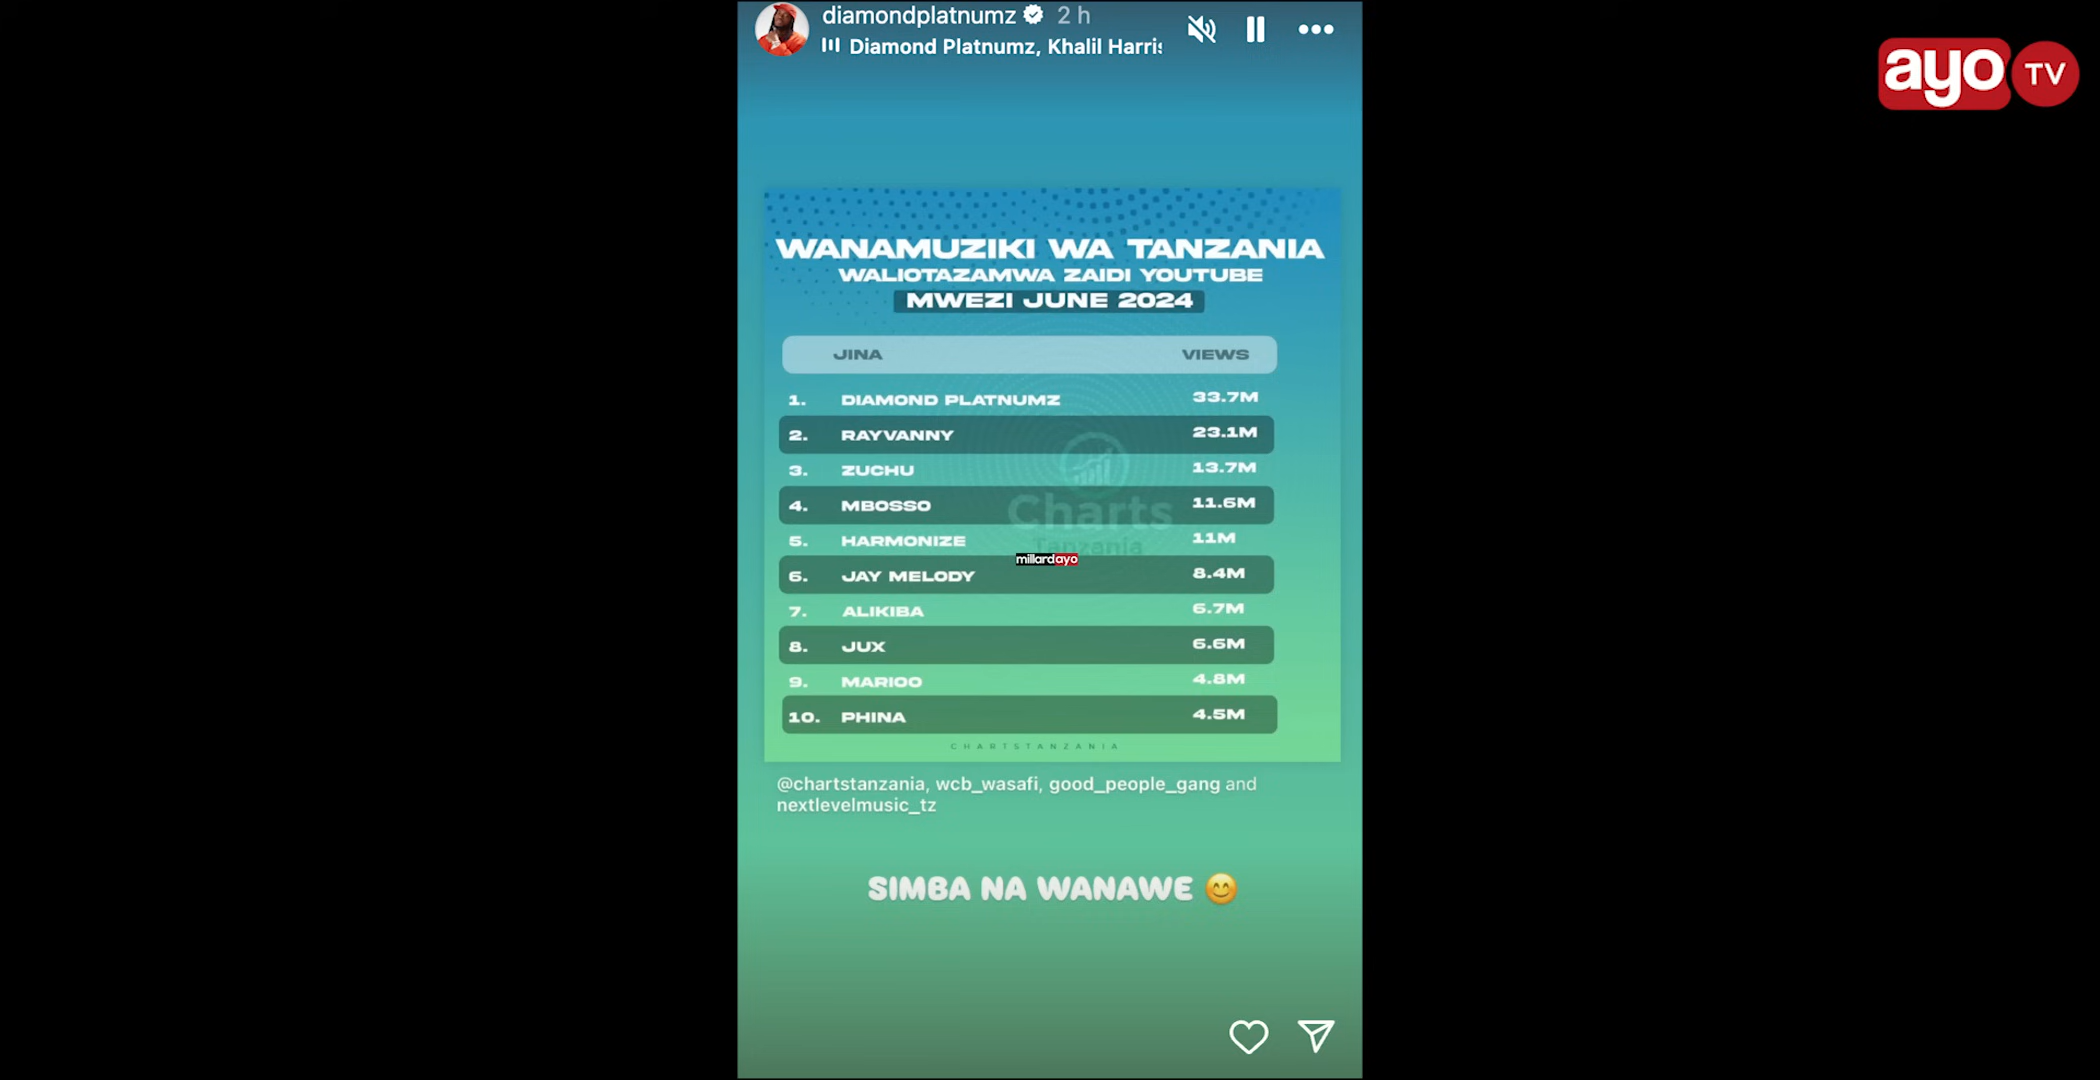 diamondplatnumz 2 h
Diamond Platnumz, Khalil Harris
ayo TV
WANAMUZIKI WA TANZANIA
WALIOTAZAMWA ZAIDI YOUTUBE
MWEZI JUNE 2024
JINA VIEWS
1. DIAMOND PLATNUMZ 33.7M
2. RAYVANNY 23.1M
3. ZUCHU 13.7M
4. MBOSSO 11.6M
5. HARMONIZE 11M
6. JAY MELODY 8.4M
7. ALIKIBA 6.7M
8. JUX 6.6M
9. MARIOO 4.8M
10. PHINA 4.5M
Charts
Tanzania
millardayo
CHARTSTANZANIA
@chartstanzania, wcb_wasafi, good_people_gang and
nextlevelmusic_tz
SIMBA NA WANAWE 😊